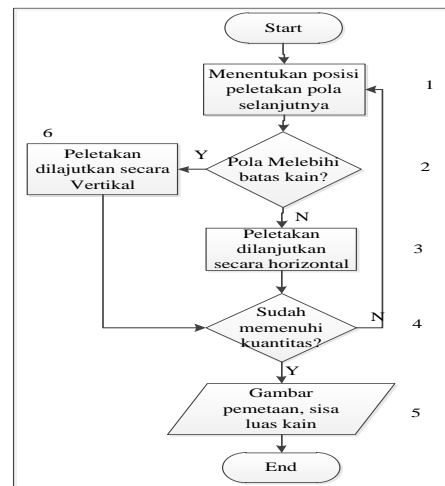 Start
Menentukan posisi
peletakan pola
selanjutnya
1
6
Peletakan
dilajutkan secara
Vertikal
Y
Pola Melebihi
batas kain?
2
N
Peletakan
dilanjutkan
secara horizontal
3
Sudah
memenuhi
kuantitas?
N
4
Y
Gambar
pemetaan, sisa
luas kain
5
End